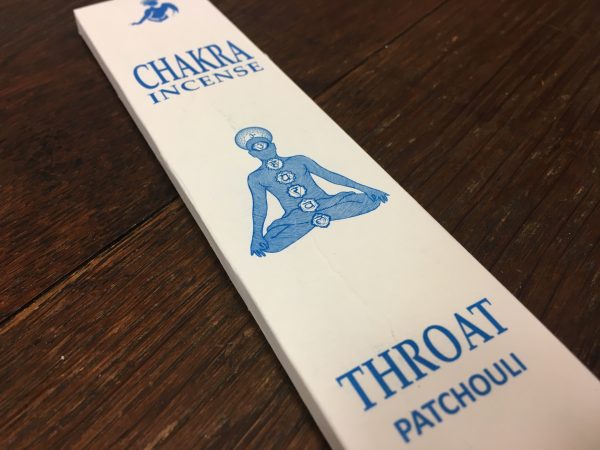 CHAKRA
INCENSE
THROAT
PATCHOULI